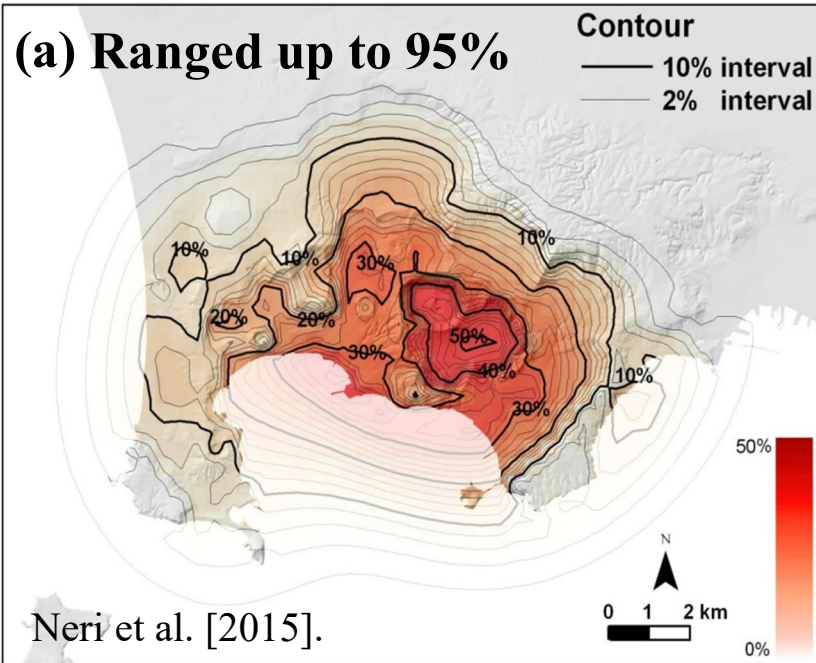 (a) Ranged up to 95%
Contour
10% interval
2% interval
10%
10%
10%
30%
20%
20%
50%
30%
40%
10%
30%
50%
N
0 1 2 km
0%
Neri et al. [2015].